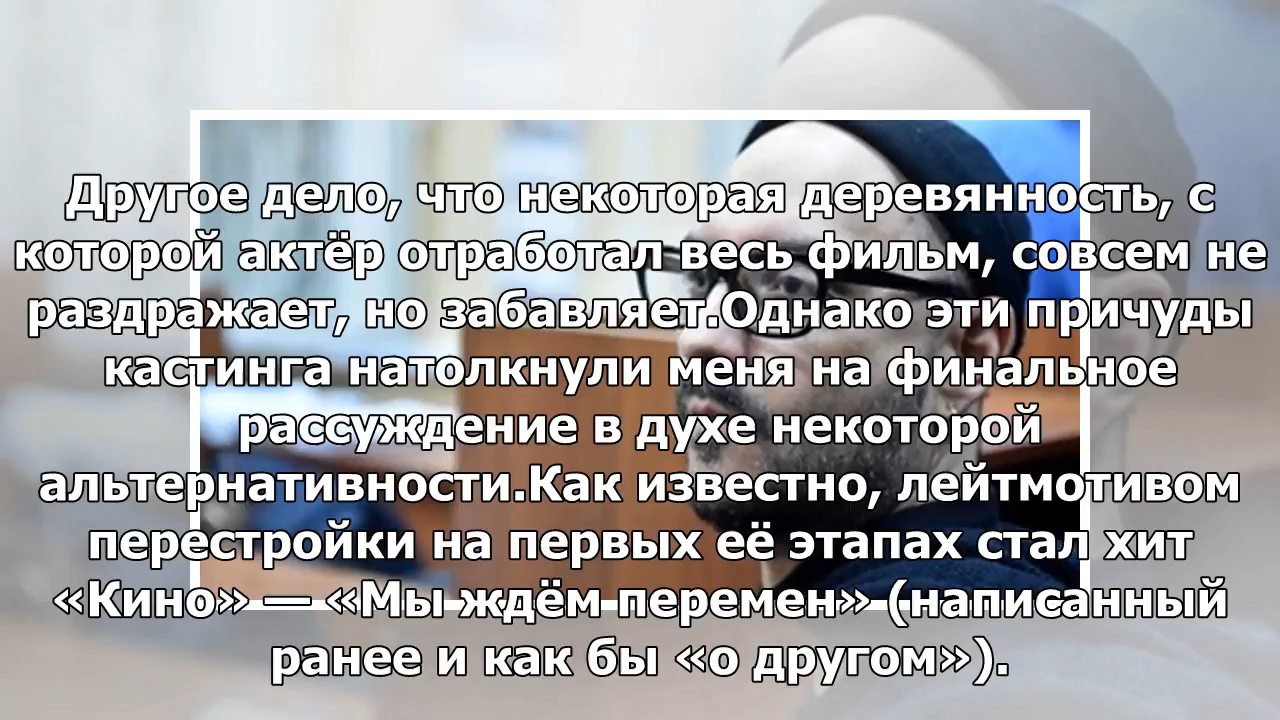 Другое дело, что некоторая деревянность, с
которой актёр отработал весь фильм, совсем не
раздражает, но забавляет.Однако эти причуды
кастинга натолкнули меня на финальное
рассуждение в духе некоторой
альтернативности.Как известно, лейтмотивом
перестройки на первых её этапах стал хит
«Кино» — «Мы ждём перемен» (написанный
ранее и как бы «о другом»).